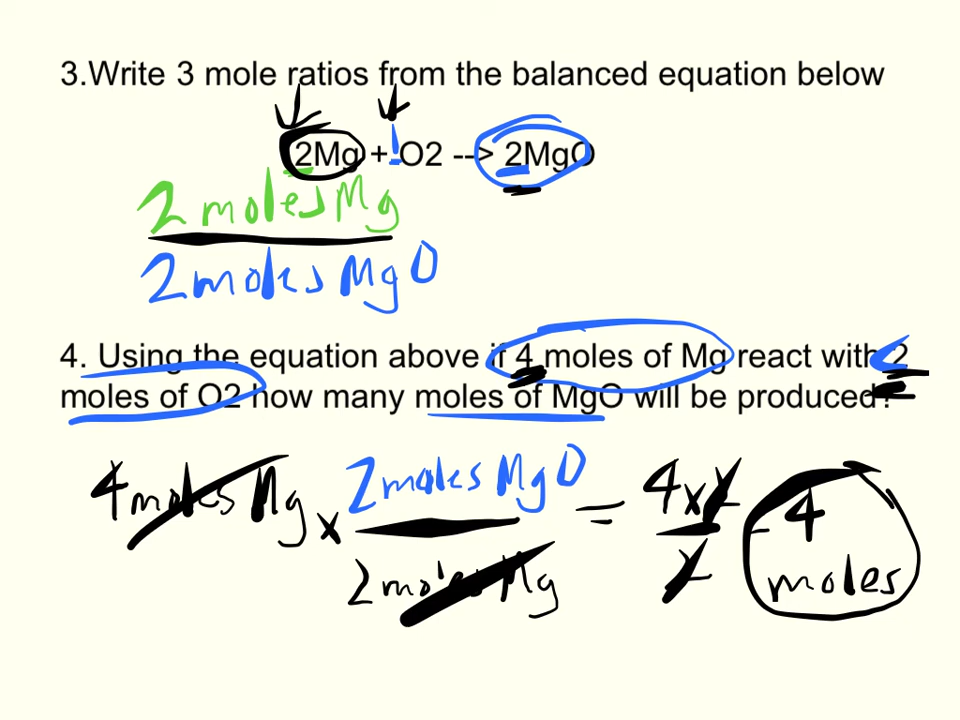 3.Write 3 mole ratios from the balanced equation below
2Mg + 1 O2 --> 2MgO
2 moles Mg
2 moles MgO
4. Using the equation above if 4 moles of Mg react with 2
moles of O2 how many moles of MgO will be produced?
4 moles Mg x 2 moles MgO = 4 x 2 = 4
2 moles Mg 2 moles